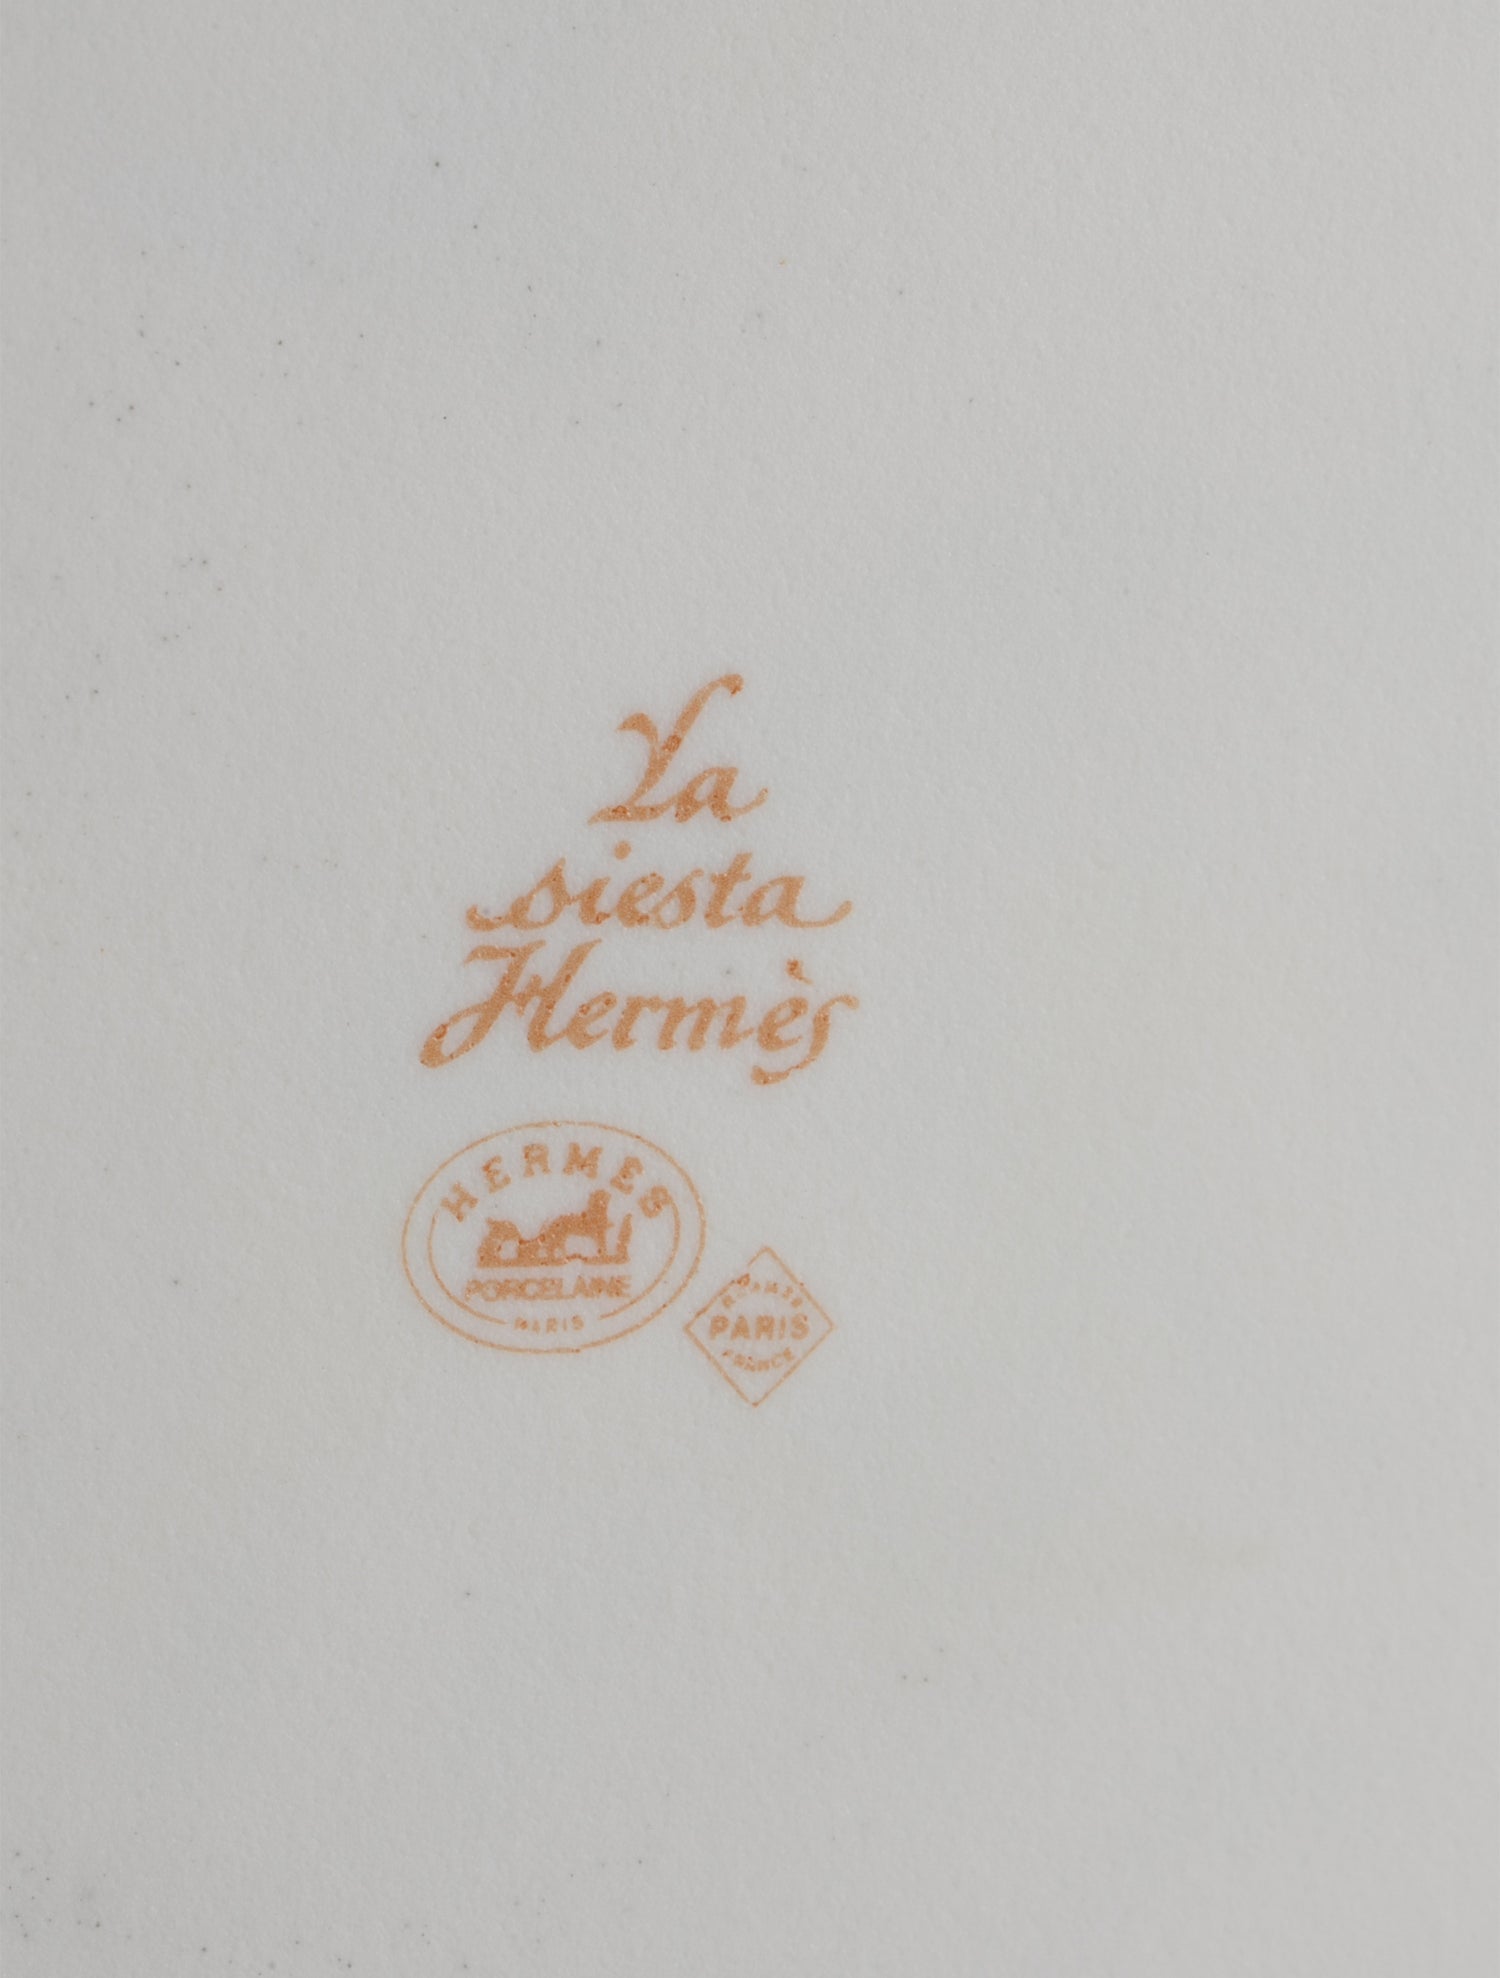 La
siesta
Hermès
HERMES
PORCELAINE
PARIS
PARIS
FRANCE